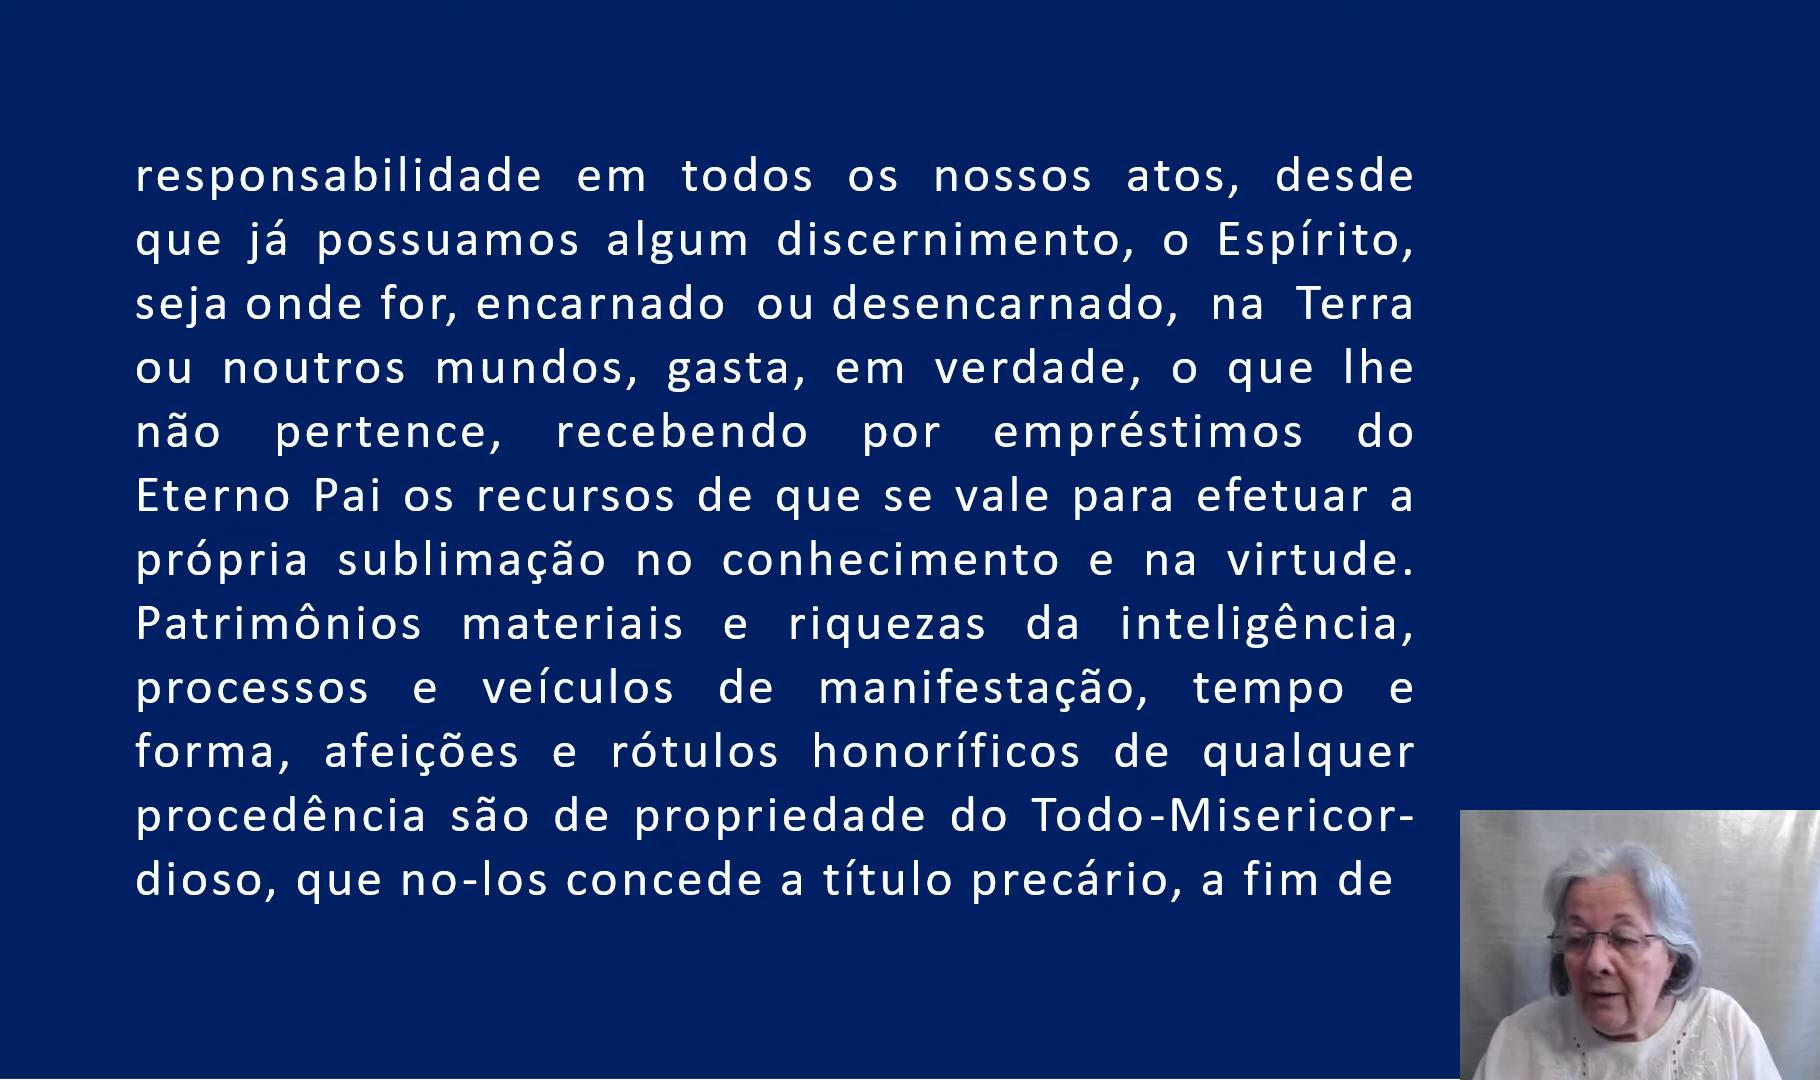 responsabilidade em todos os nossos atos, desde
que já possuamos algum discernimento, o Espírito,
seja onde for, encarnado ou desencarnado, na Terra
ou noutros mundos, gasta, em verdade, o que lhe
não pertence, recebendo por empréstimos do
Eterno Pai os recursos de que se vale para efetuar a
própria sublimação no conhecimento e na virtude.
Patrimônios materiais e riquezas da inteligência,
processos e veículos de manifestação, tempo e
forma, afeições e rótulos honoríficos de qualquer
procedência são de propriedade do Todo-Misericor-
dioso, que no-los concede a título precário, a fim de